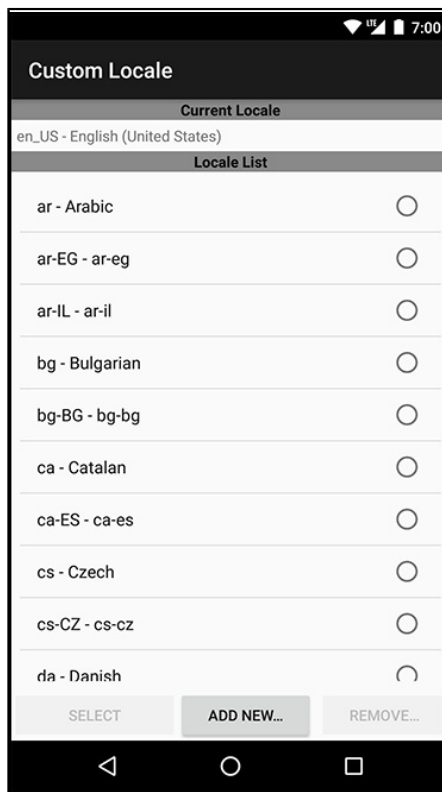 LTE 7:00
Custom Locale
Current Locale
en_US - English (United States)
Locale List
ar - Arabic
ar-EG - ar-eg
ar-IL - ar-il
bg - Bulgarian
bg-BG - bg-bg
ca - Catalan
ca-ES - ca-es
cs - Czech
cs-CZ - cs-cz
da - Danish
SELECT ADD NEW... REMOVE...